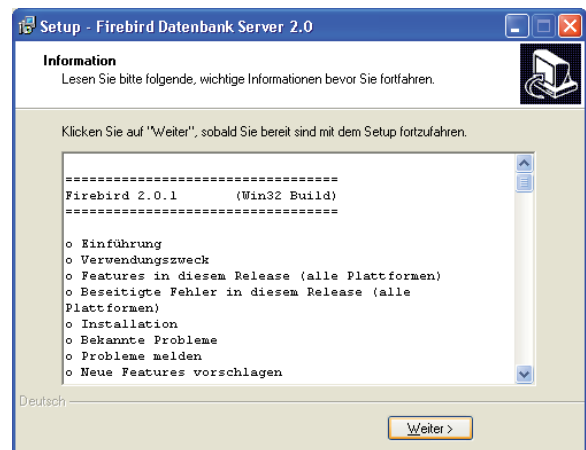 Setup - Firebird Datenbank Server 2.0
Information
Lesen Sie bitte folgende, wichtige Informationen bevor Sie fortfahren.
Klicken Sie auf "Weiter", sobald Sie bereit sind mit dem Setup fortzufahren.
==================================
Firebird 2.0.1 (Win32 Build)
==================================
o Einführung
o Verwendungszweck
o Features in diesem Release (alle Plattformen)
o Beseitigte Fehler in diesem Release (alle
Plattformen)
o Installation
o Bekannte Probleme
o Probleme melden
o Neue Features vorschlagen
Deutsch
Weiter >